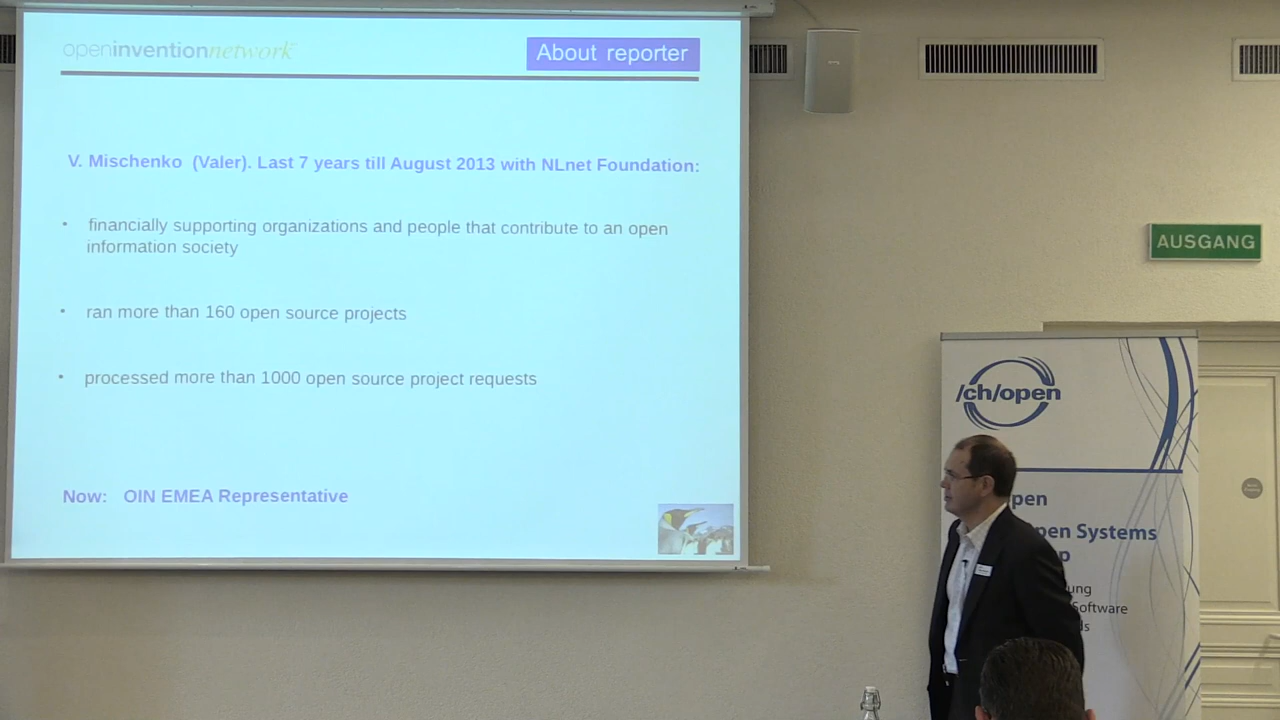 openinventionnetwork
About reporter
V. Mischenko (Valer). Last 7 years till August 2013 with NLnet Foundation:
• financially supporting organizations and people that contribute to an open
information society
• ran more than 160 open source projects
• processed more than 1000 open source project requests
Now: OIN EMEA Representative
AUSGANG
/ch/open
pen
pen Systems
p
ung
Software
ds